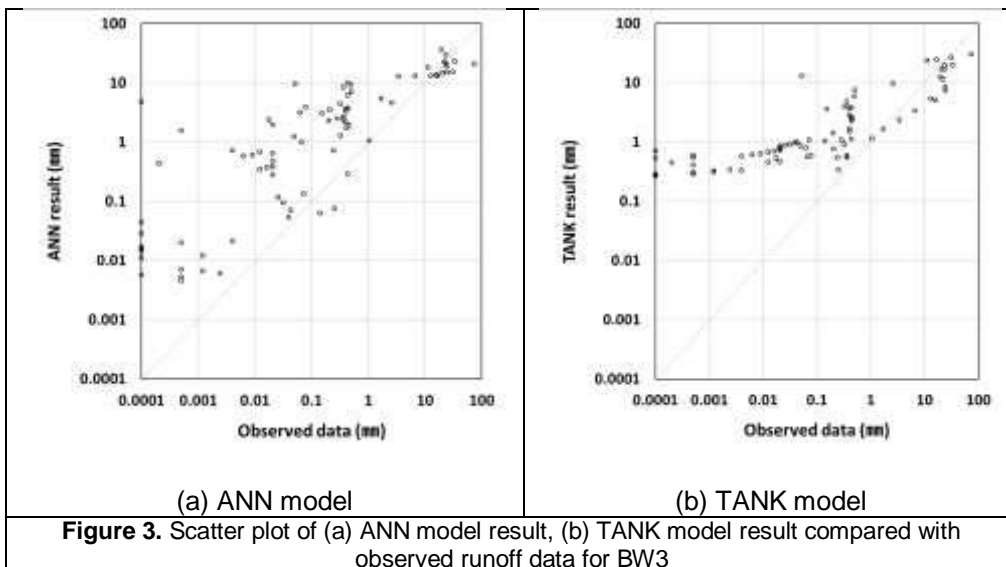 100
10
1
0.1
0.01
0.001
0.0001
ANN result (㎜)
0.0001 0.001 0.01 0.1 1 10 100
Observed data (㎜)
(a) ANN model
100
10
1
0.1
0.01
0.001
0.0001
TANK result (㎜)
0.0001 0.001 0.01 0.1 1 10 100
Observed data (㎜)
(b) TANK model
Figure 3. Scatter plot of (a) ANN model result, (b) TANK model result compared with
observed runoff data for BW3